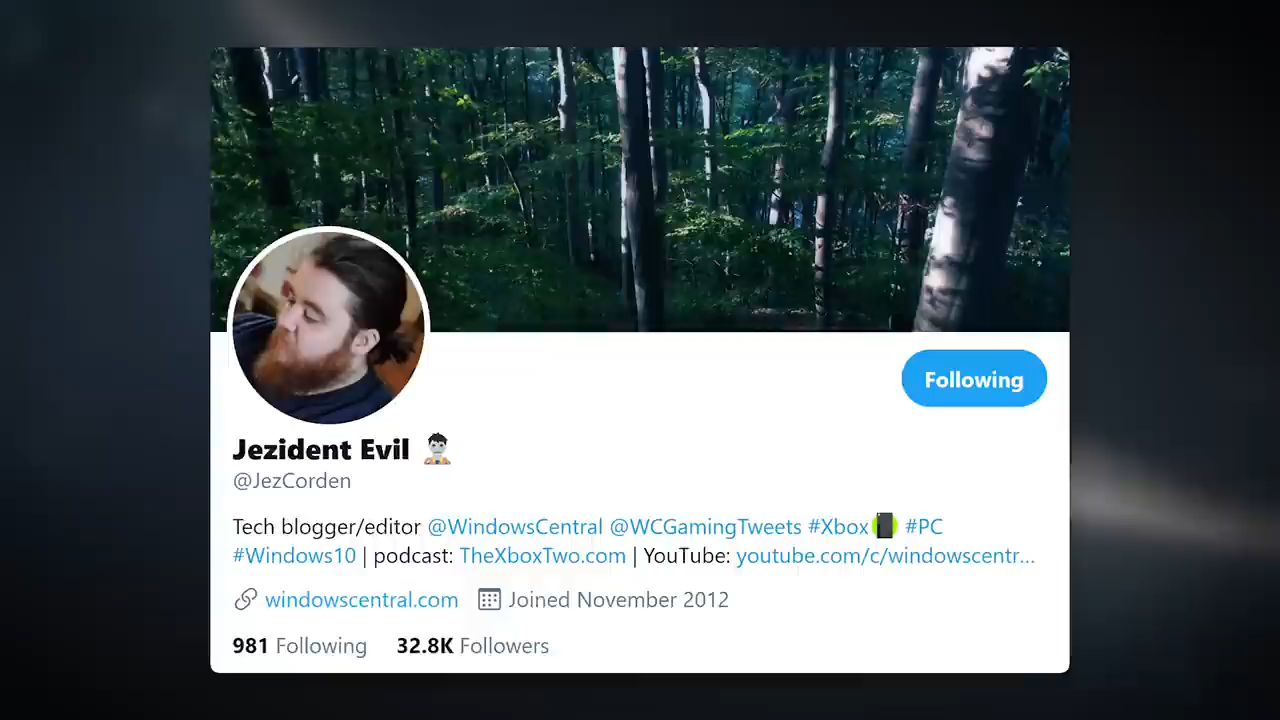 Following
Jezident Evil
@JezCorden
Tech blogger/editor @WindowsCentral @WCGamingTweets #Xbox #PC
#Windows10 | podcast: TheXboxTwo.com | YouTube: youtube.com/c/windowscentr...
windowscentral.com Joined November 2012
981 Following 32.8K Followers